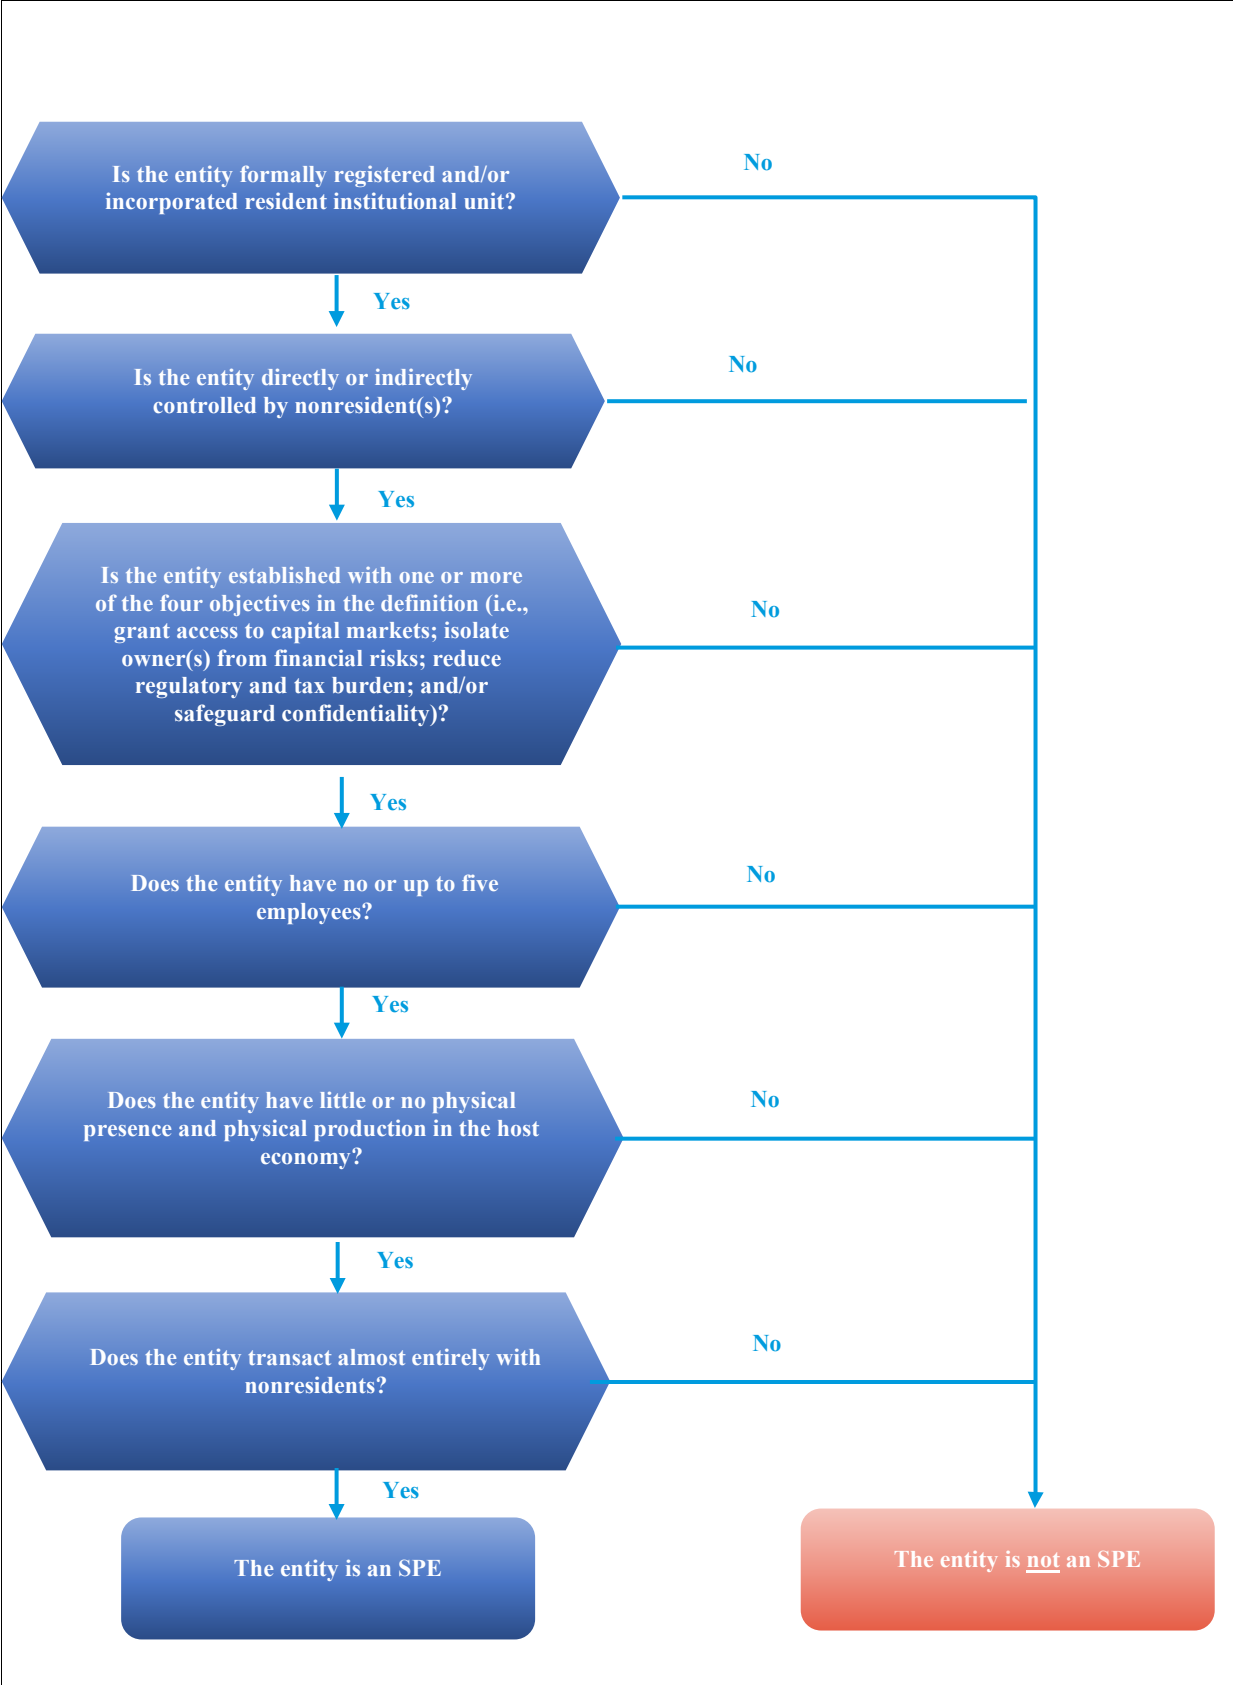 Is the entity formally registered and/or
incorporated resident institutional unit?
No
Yes
Is the entity directly or indirectly
controlled by nonresident(s)?
No
Yes
Is the entity established with one or more
of the four objectives in the definition (i.e.,
grant access to capital markets; isolate
owner(s) from financial risks; reduce
regulatory and tax burden; and/or
safeguard confidentiality)?
No
Yes
Does the entity have no or up to five
employees?
No
Yes
Does the entity have little or no physical
presence and physical production in the host
economy?
No
Yes
Does the entity transact almost entirely with
nonresidents?
No
Yes
The entity is an SPE
The entity is not an SPE